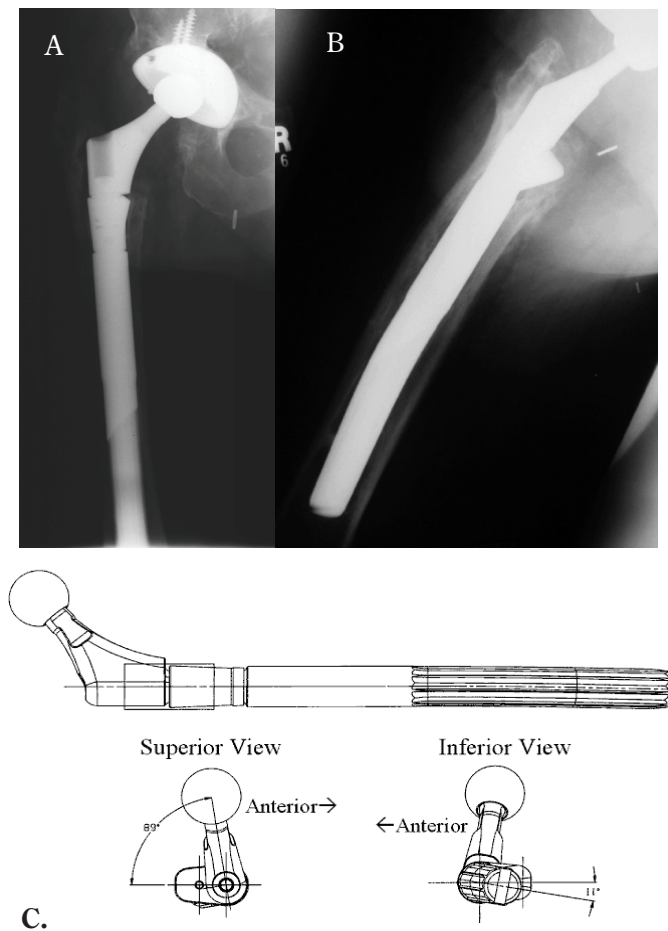 A
B
R
6
Superior View
Inferior View
Anterior→
←Anterior
89°
11°
C.